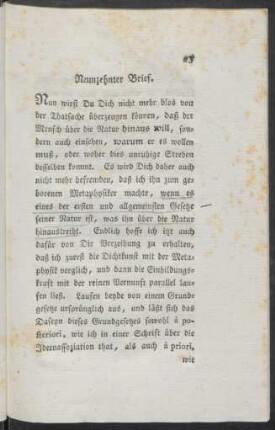 Neunzehnter Brief.
Nun wirst Du Dich nicht mehr blos von
der Thatsache überzeugen können, daß der
Mensch über die Natur hinaus will, son-
dern auch einsehen, warum er es wollen
muß, oder woher dies unruhige Streben
desselben kommt. Es wird Dich daher auch
nicht mehr befremden, daß ich ihn zum ge-
borenen Metaphysiker machte, wenn es
eines der ersten und allgemeinsten Gesetze
seiner Natur ist, was ihn über die Natur
hinaustreibt. Endlich hoffe ich izt auch
dafür von Dir Verzeihung zu erhalten,
daß ich zuerst die Dichtkunst mit der Meta-
physik verglich, und dann die Einbildungs-
kraft mit der reinen Vernunft parallel lau-
fen ließ. Laufen beyde von einem Grund-
gesetze ursprünglich aus, und läßt sich das
Daseyn dieses Grundgesetzes sowohl à po-
steriori, wie ich in einer Schrift über die
Ideenassoziation that, als auch à priori,
wie